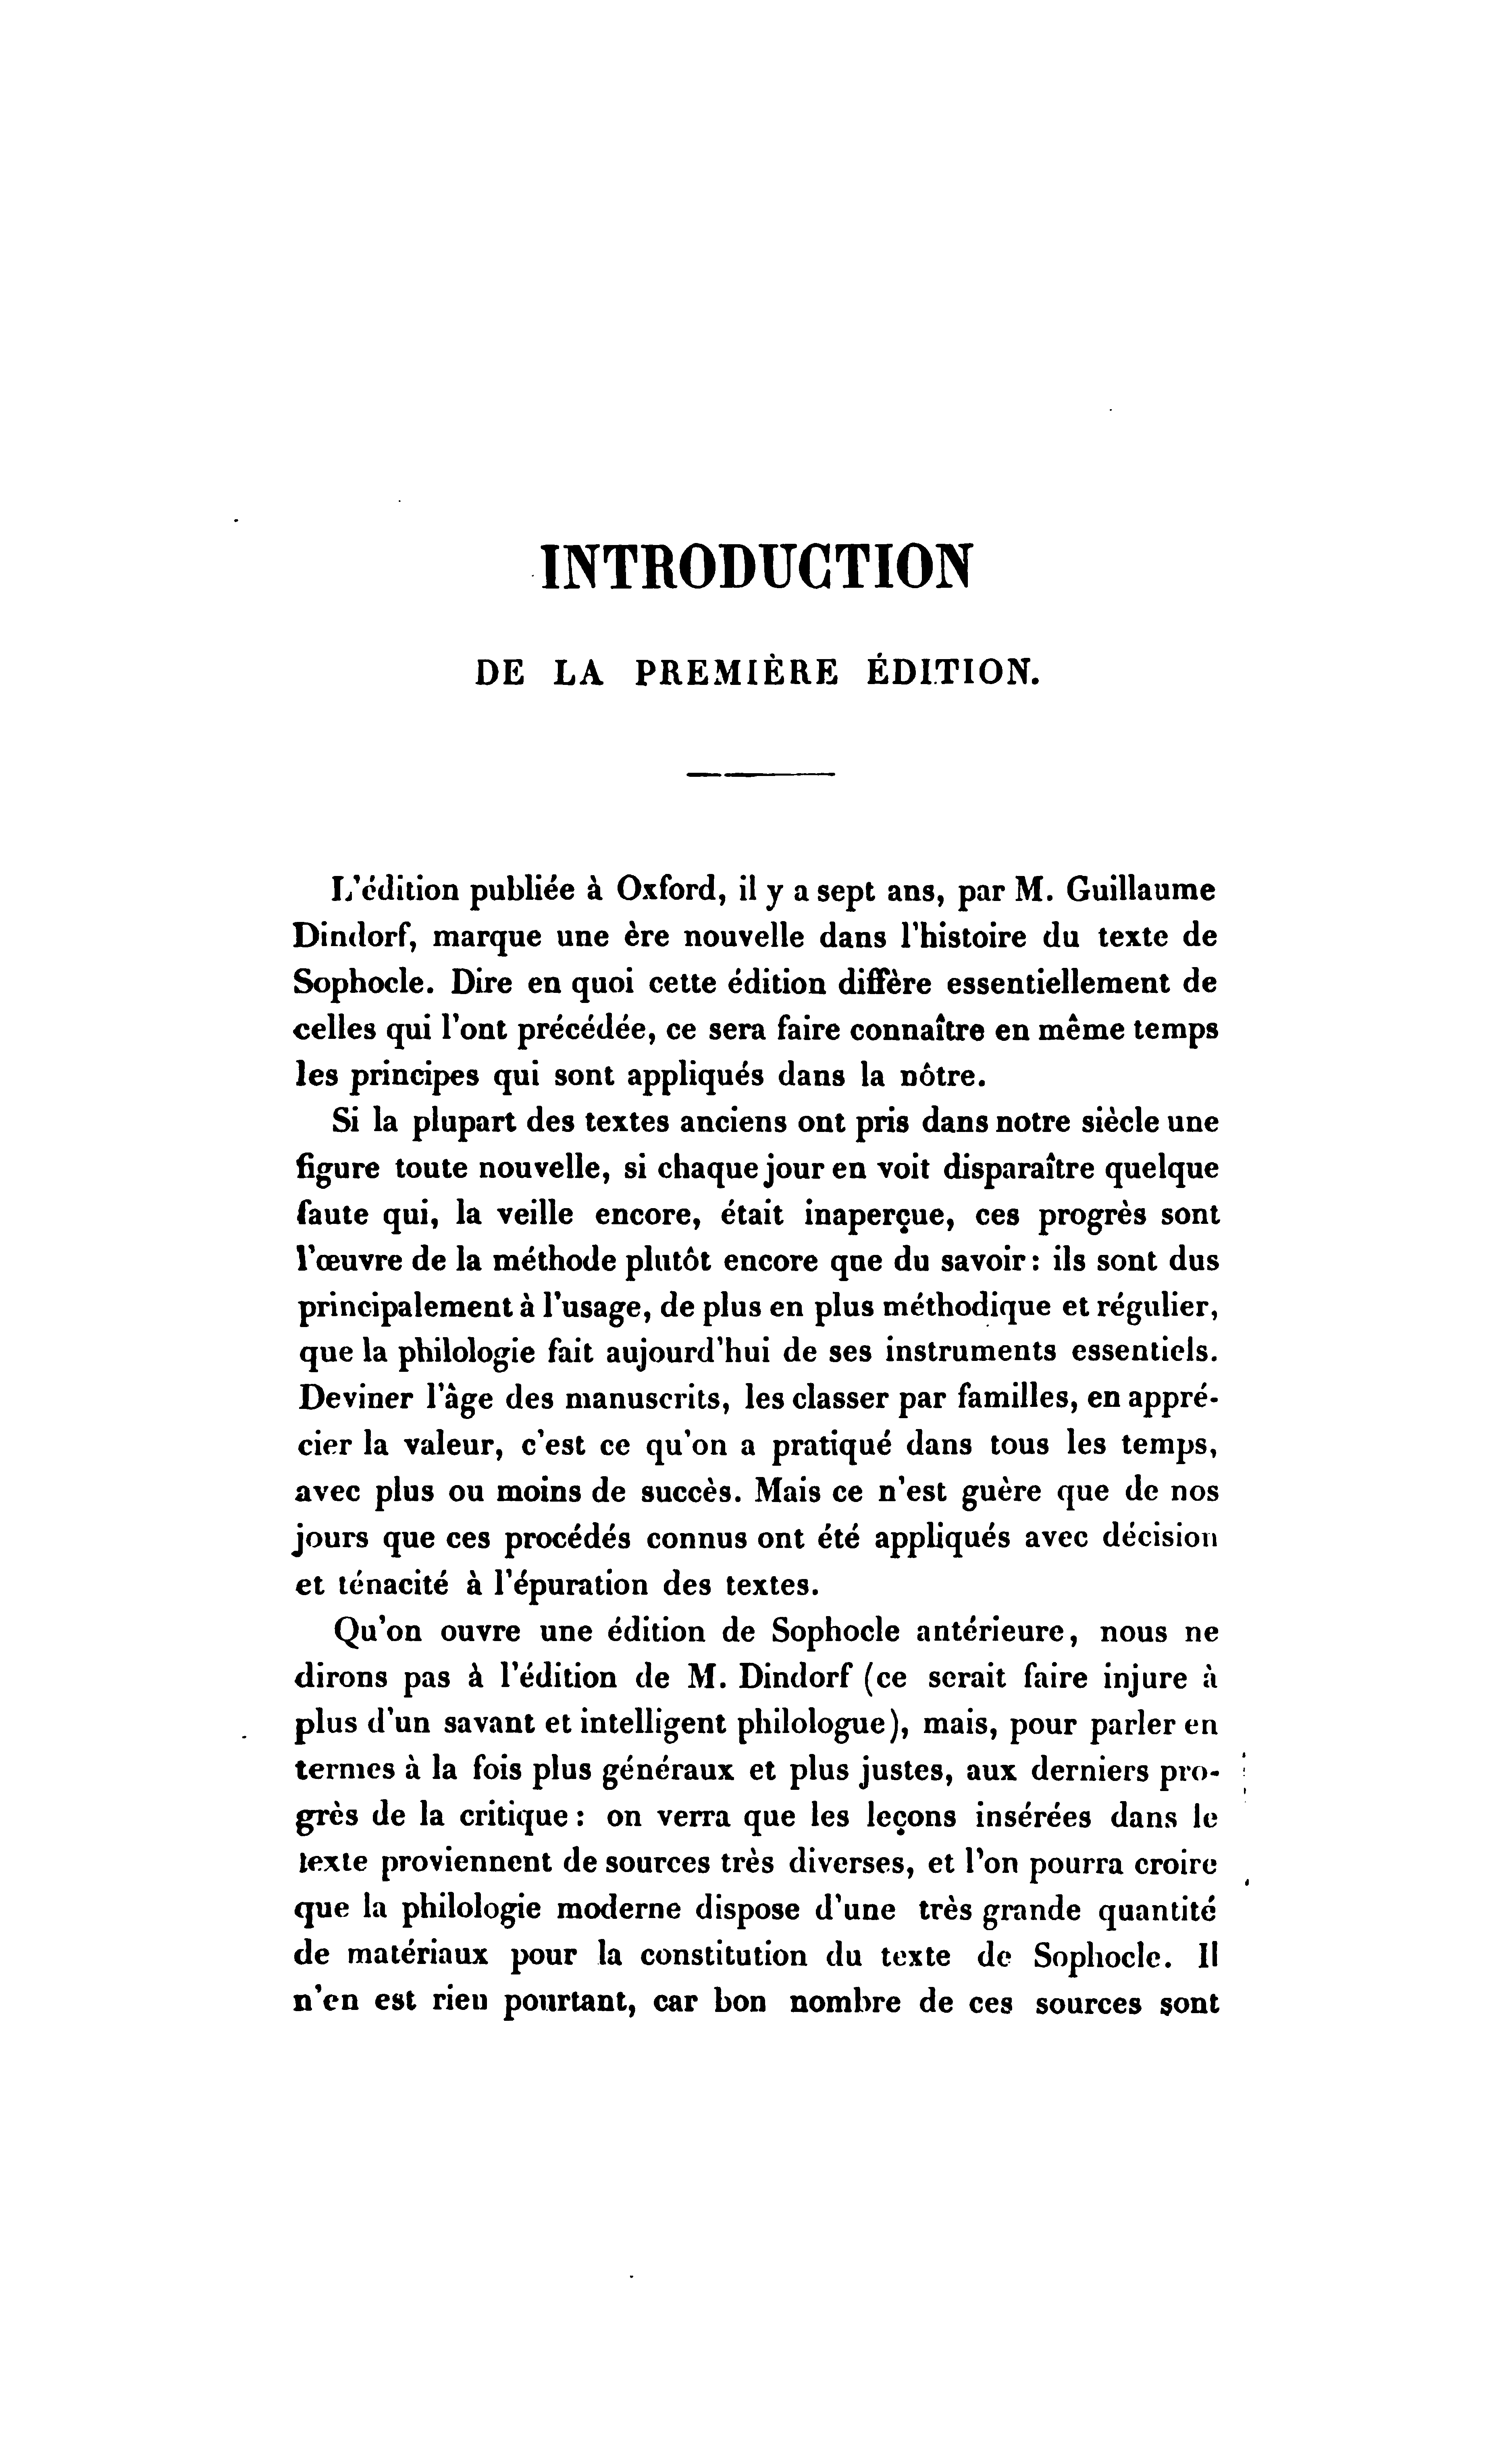 INTRODUCTION
DE LA PREMIÈRE ÉDITION.
L'édition publiée à Oxford, il y a sept ans, par M. Guillaume
Dindorf, marque une ère nouvelle dans l'histoire du texte de
Sophocle. Dire en quoi cette édition diffère essentiellement de
celles qui l'ont précédée, ce sera faire connaître en même temps
les principes qui sont appliqués dans la nôtre.
Si la plupart des textes anciens ont pris dans notre siècle une
figure toute nouvelle, si chaque jour en voit disparaître quelque
faute qui, la veille encore, était inaperçue, ces progrès sont
l'œuvre de la méthode plutôt encore que du savoir : ils sont dus
principalement à l'usage, de plus en plus méthodique et régulier,
que la philologie fait aujourd'hui de ses instruments essentiels.
Deviner l'âge des manuscrits, les classer par familles, en appré-
cier la valeur, c'est ce qu'on a pratiqué dans tous les temps,
avec plus ou moins de succès. Mais ce n'est guère que de nos
jours que ces procédés connus ont été appliqués avec décision
et ténacité à l'épuration des textes.
Qu'on ouvre une édition de Sophocle antérieure, nous ne
dirons pas à l'édition de M. Dindorf (ce serait faire injure à
plus d'un savant et intelligent philologue), mais, pour parler en
termes à la fois plus généraux et plus justes, aux derniers pro-
grès de la critique : on verra que les leçons insérées dans le
texte proviennent de sources très diverses, et l'on pourra croire
que la philologie moderne dispose d'une très grande quantité
de matériaux pour la constitution du texte de Sophocle. Il
n'en est rien pourtant, car bon nombre de ces sources sont